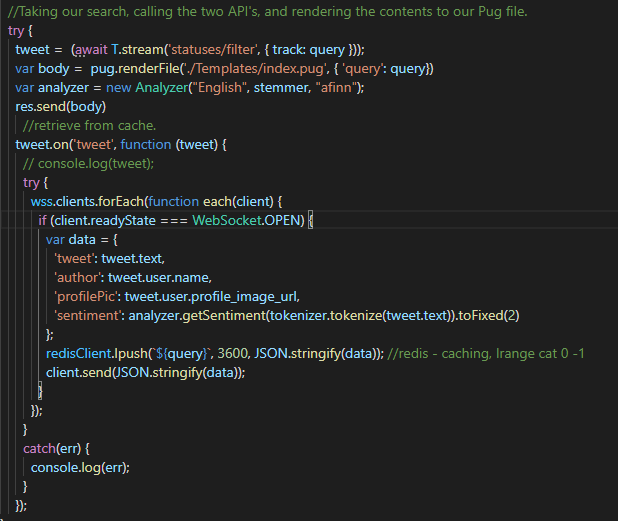 //Taking our search, calling the two API's, and rendering the contents to our Pug file.
try {
tweet =  (await T.stream('statuses/filter', { track: query }));
var body =  pug.renderFile('./Templates/index.pug', { 'query': query})
var analyzer = new Analyzer("English", stemmer, "afinn");
res.send(body)
//retrieve from cache.
tweet.on('tweet', function (tweet) {
// console.log(tweet);
try {
wss.clients.forEach(function each(client) {
if (client.readyState === WebSocket.OPEN) {
var data = {
'tweet': tweet.text,
'author': tweet.user.name,
'profilePic': tweet.user.profile_image_url,
'sentiment': analyzer.getSentiment(tokenizer.tokenize(tweet.text)).toFixed(2)
};
redisClient.lpush(`${query}`, 3600, JSON.stringify(data)); //redis - caching, lrange cat 0 -1
client.send(JSON.stringify(data));
}
});
}
catch(err) {
console.log(err);
}
});